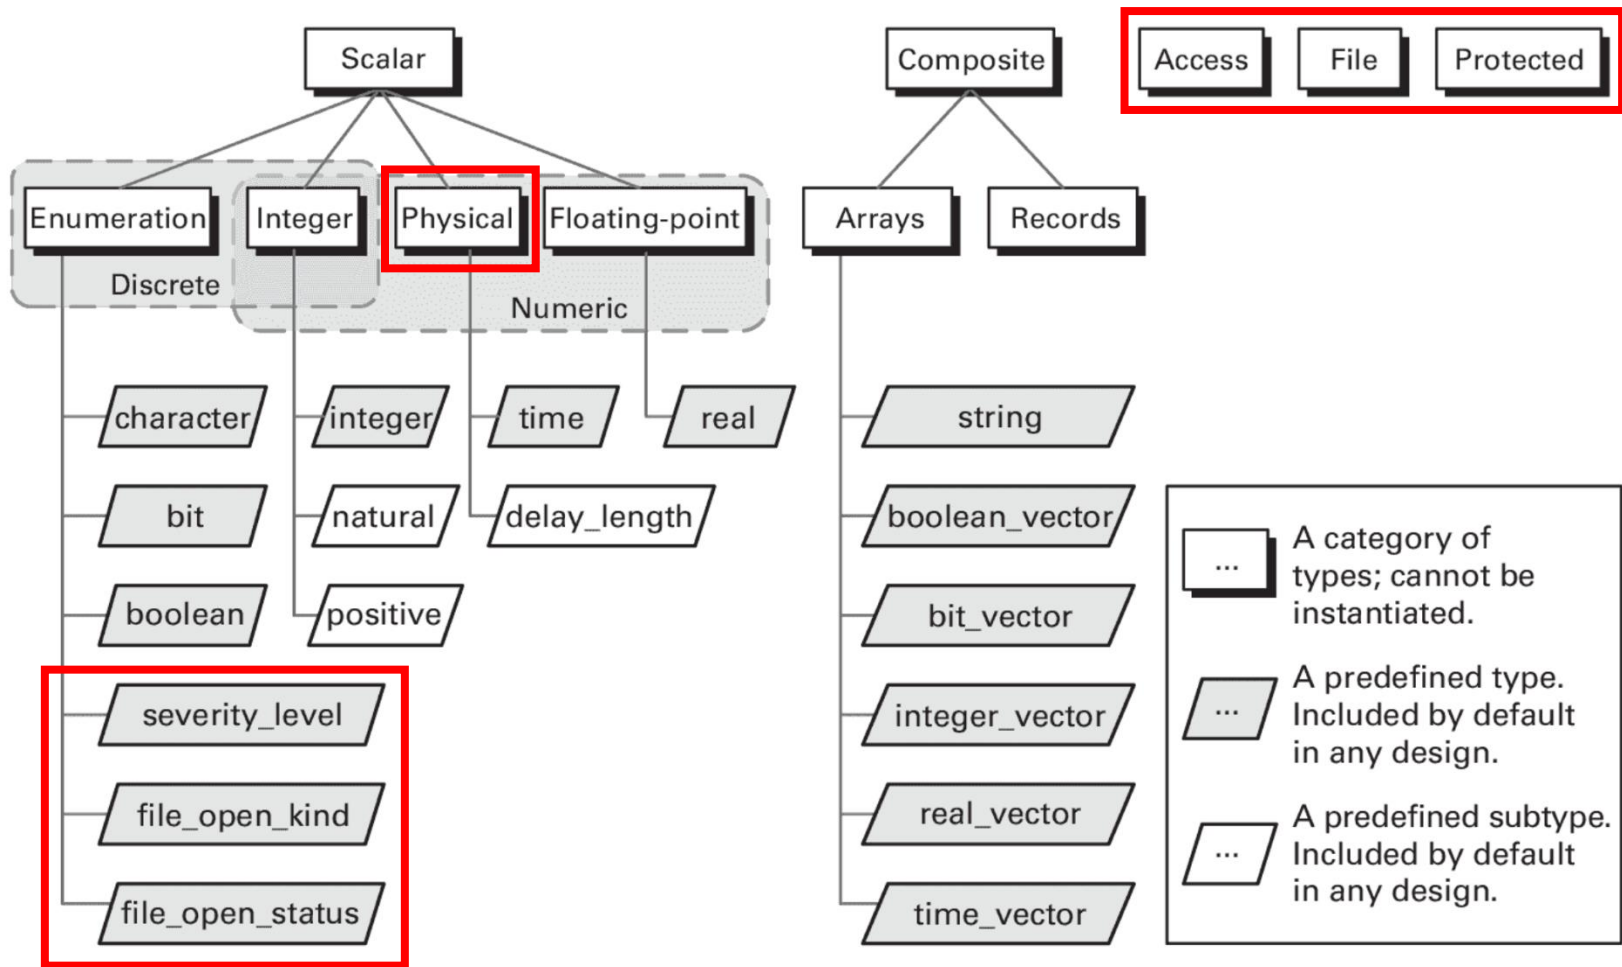 Scalar
Composite
Access
File
Protected
Enumeration
Integer
Physical
Floating-point
Arrays
Records
Discrete
Numeric
character
integer
time
real
string
bit
natural
delay_length
boolean_vector
boolean
positive
bit_vector
severity_level
integer_vector
file_open_kind
real_vector
file_open_status
time_vector
...
A category of
types; cannot be
instantiated.
...
A predefined type.
Included by default
in any design.
...
A predefined subtype.
Included by default
in any design.